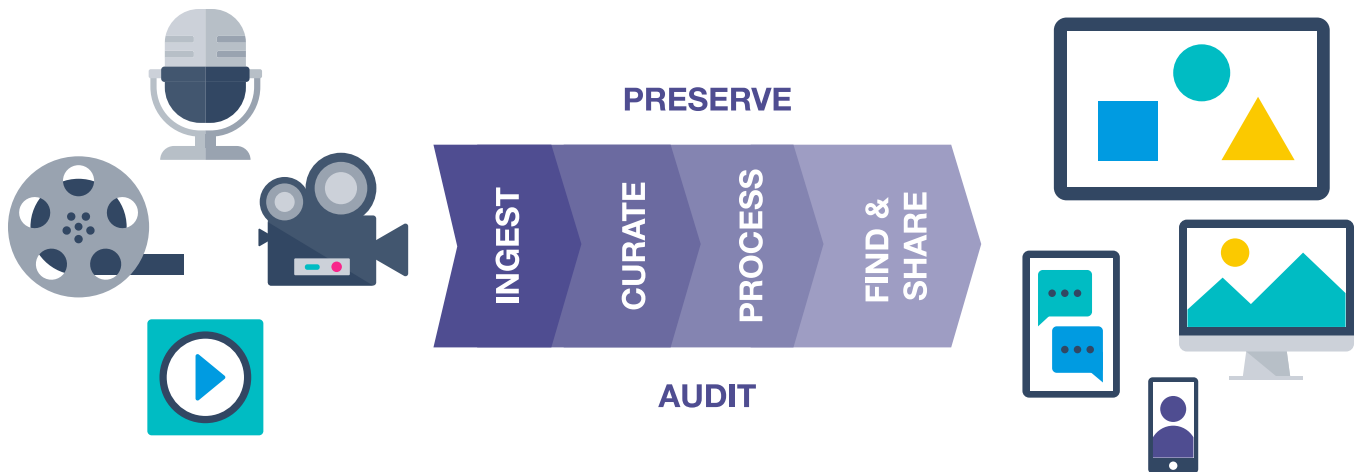 PRESERVE
INGEST
CURATE
PROCESS
FIND &
SHARE
AUDIT